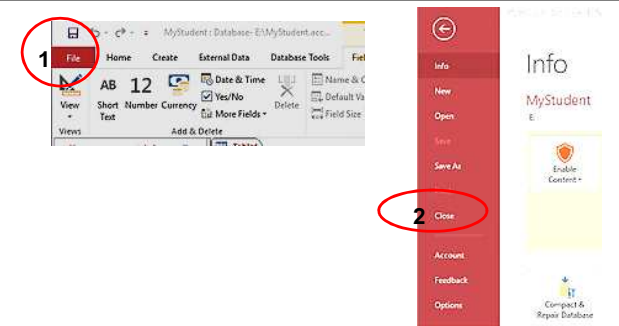 MyStudent : Database- E:\MyStudent.acc...
1
File Home Create External Data Database Tools
View
Views
AB
Short
Text
12
Number
Currency
Date & Time
Yes/No
More Fields
Delete
Add & Delete
Name & C
Default Va
Field Size
Info
New
Open
Save
Save As
2 Close
Account
Feedback
Options
Info
MyStudent
E
Enable
Content
Compact &
Repair Database